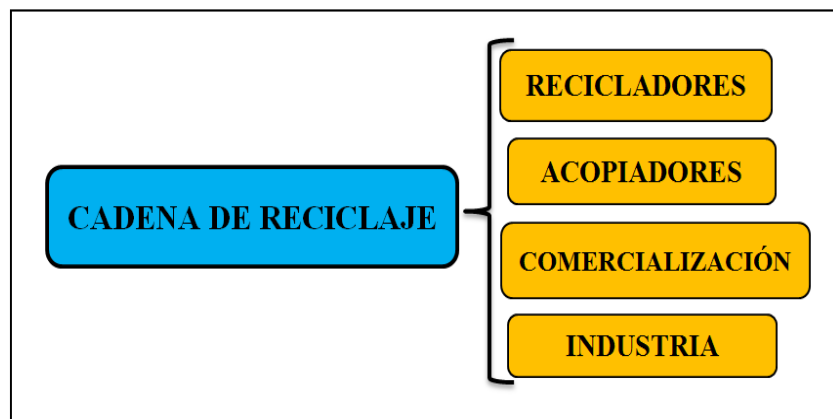 CADENA DE RECICLAJE
RECICLADORES
ACOPIADORES
COMERCIALIZACIÓN
INDUSTRIA